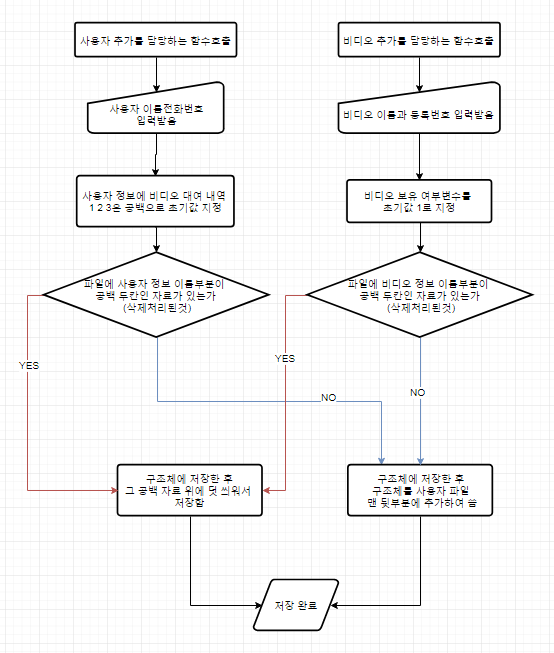 사용자 추가를 담당하는 함수호출
비디오 추가를 담당하는 함수호출
사용자 이름전화번호
입력받음
비디오 이름과 등록번호 입력받음
사용자 정보에 비디오 대여 내역
1 2 3은 공백으로 초기값 지정
비디오 보유 여부변수를
초기값 1로 지정
파일에 사용자 정보 이름부분이
공백 두칸인 자료가 있는가
(삭제처리된것)
파일에 비디오 정보 이름부분이
공백 두칸인 자료가 있는가
(삭제처리된것)
YES
YES
NO
NO
구조체에 저장한 후
그 공백 자료 위에 덧 씌워서
저장함
구조체에 저장한 후
구조체를 사용자 파일
맨 뒷부분에 추가하여 씀
저장 완료